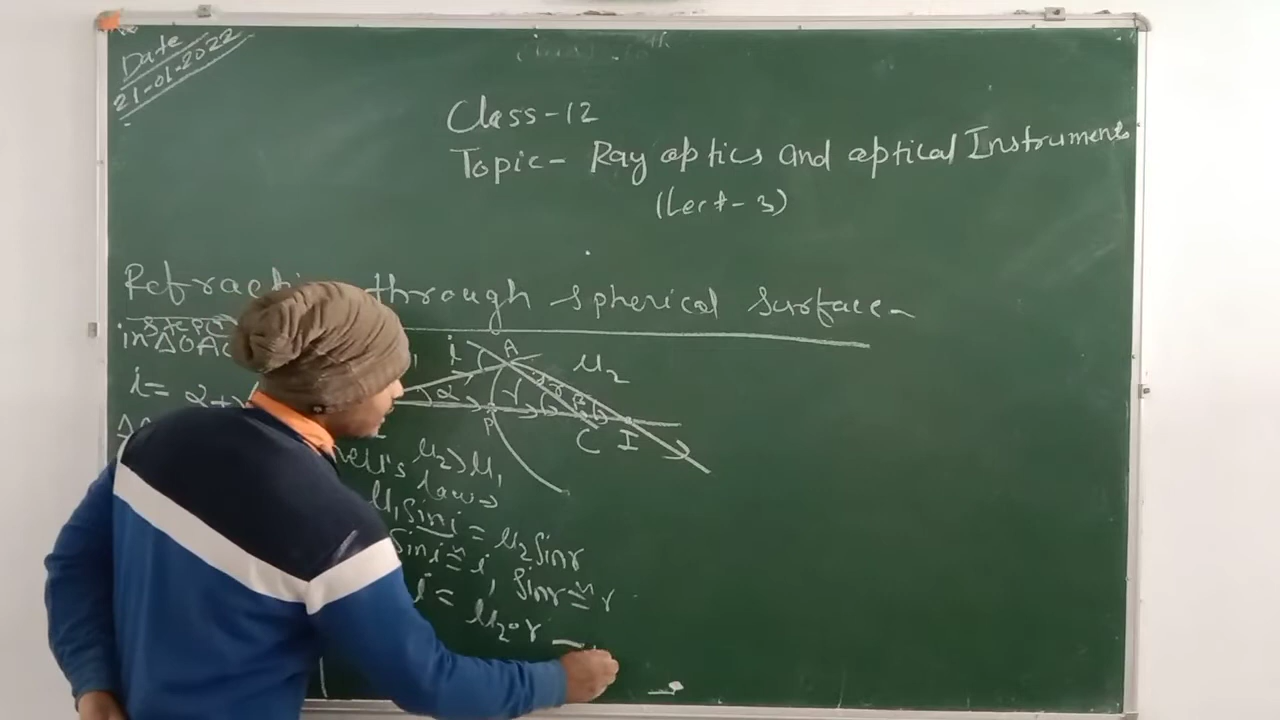 Date
21-01-2022
Class-12
Topic- Ray optics and optical Instruments
(Lect-3)
through spherical surface-
in ΔOAC
i = α+γ
i A μ2
α γ r β
P C I
μ2>μ1
law⇒
μ1 sin i = μ2 sin r
sin i ≈ i, sin r ≈ r
i = μ2·r